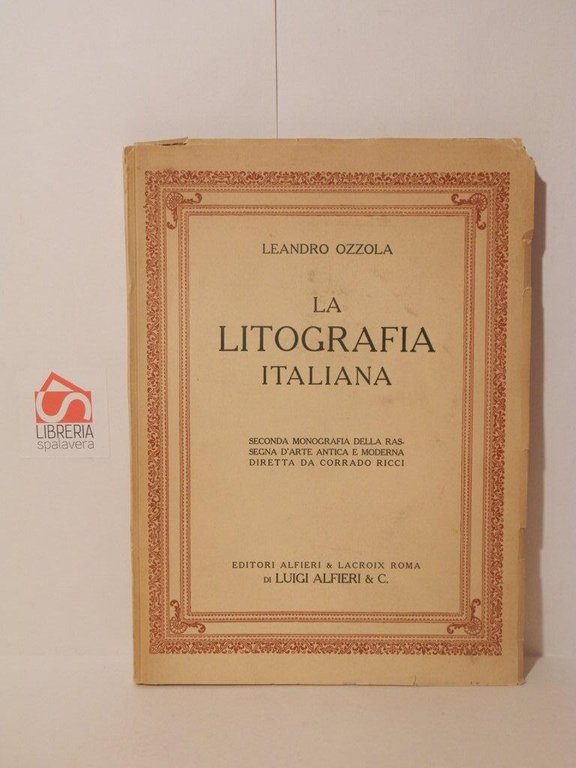 LEANDRO OZZOLA
LA
LITOGRAFIA
ITALIANA
SECONDA MONOGRAFIA DELLA RAS-
SEGNA D'ARTE ANTICA E MODERNA
DIRETTA DA CORRADO RICCI
EDITORI ALFIERI & LACROIX ROMA
DI LUIGI ALFIERI & C.
LIBRERIA
spalavera